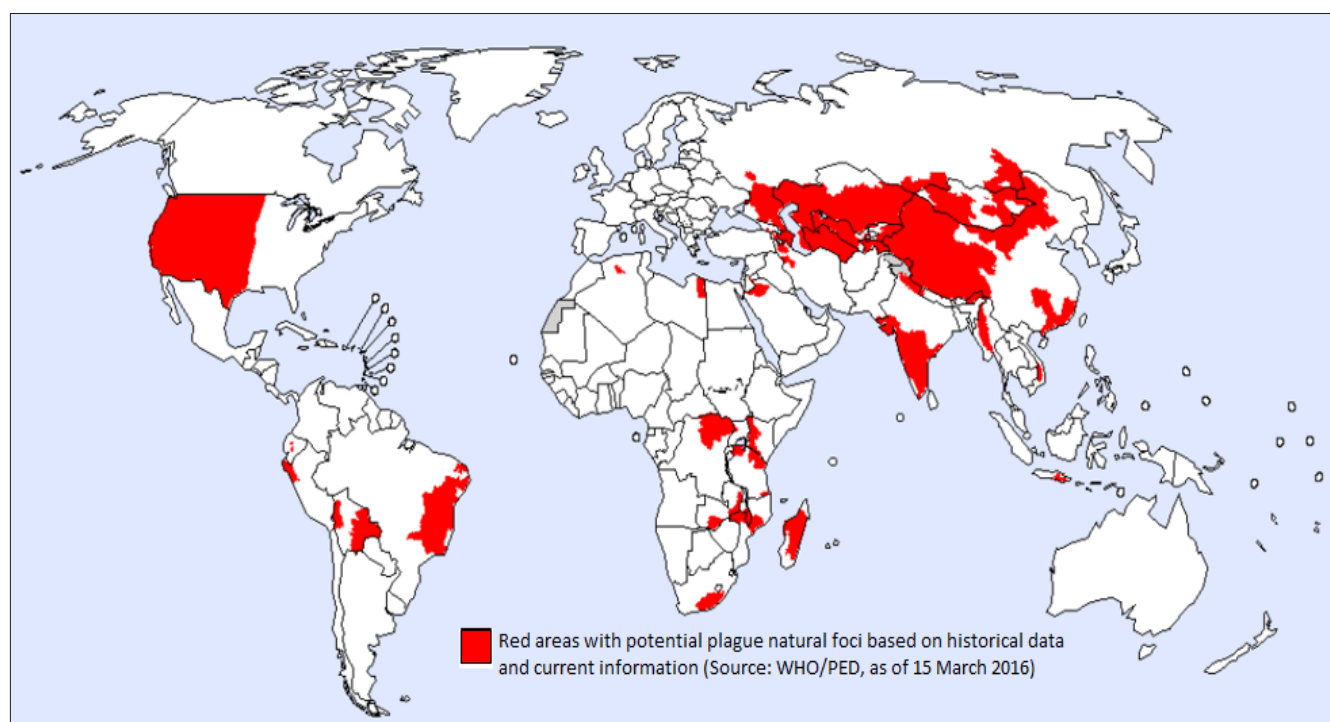 Red areas with potential plague natural foci based on historical data
and current information (Source: WHO/PED, as of 15 March 2016)